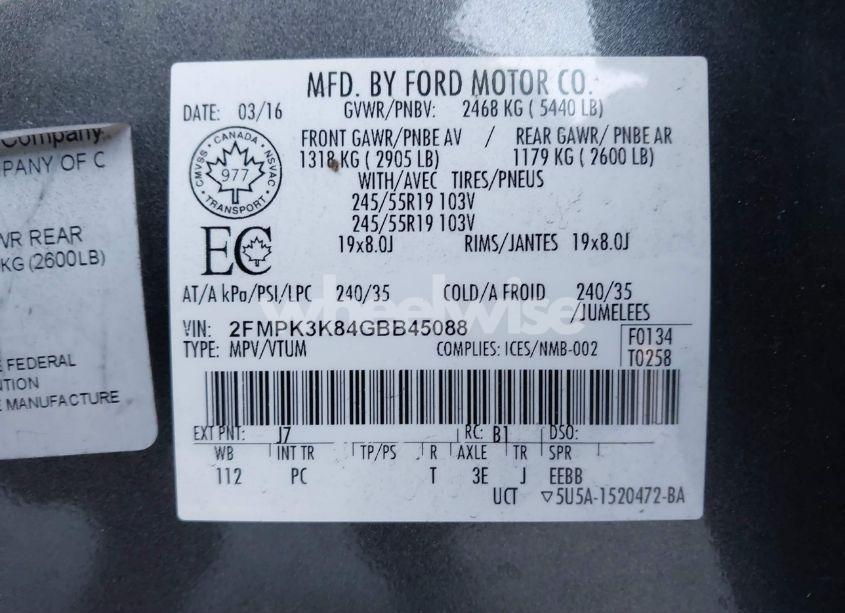 MFD. BY FORD MOTOR CO.
DATE: 03/16 GVWR/PNBV: 2468 KG ( 5440 LB)
FRONT GAWR/PNBE AV / REAR GAWR/ PNBE AR
1318 KG ( 2905 LB) 1179 KG ( 2600 LB)
WITH/AVEC TIRES/PNEUS
245/55R19 103V
245/55R19 103V
19x8.0J RIMS/JANTES 19x8.0J
CANADA
CMVSS NSVAC
977
TRANSPORT
EC
AT/A kPa/PSI/LPC 240/35 COLD/A FROID 240/35
/JUMELEES
VIN: 2FMPK3K84GBB45088
TYPE: MPV/VTUM COMPLIES: ICES/NMB-002
F0134
T0258
EXT PNT: J7 RC: B1 DSO:
WB INT TR TP/PS R AXLE TR SPR
112 PC T 3E J EEBB
UCT ▽5U5A-1520472-BA
Company
PANY OF C
WR REAR
KG (2600LB)
FEDERAL
NTION
MANUFACTURE
wheelwise